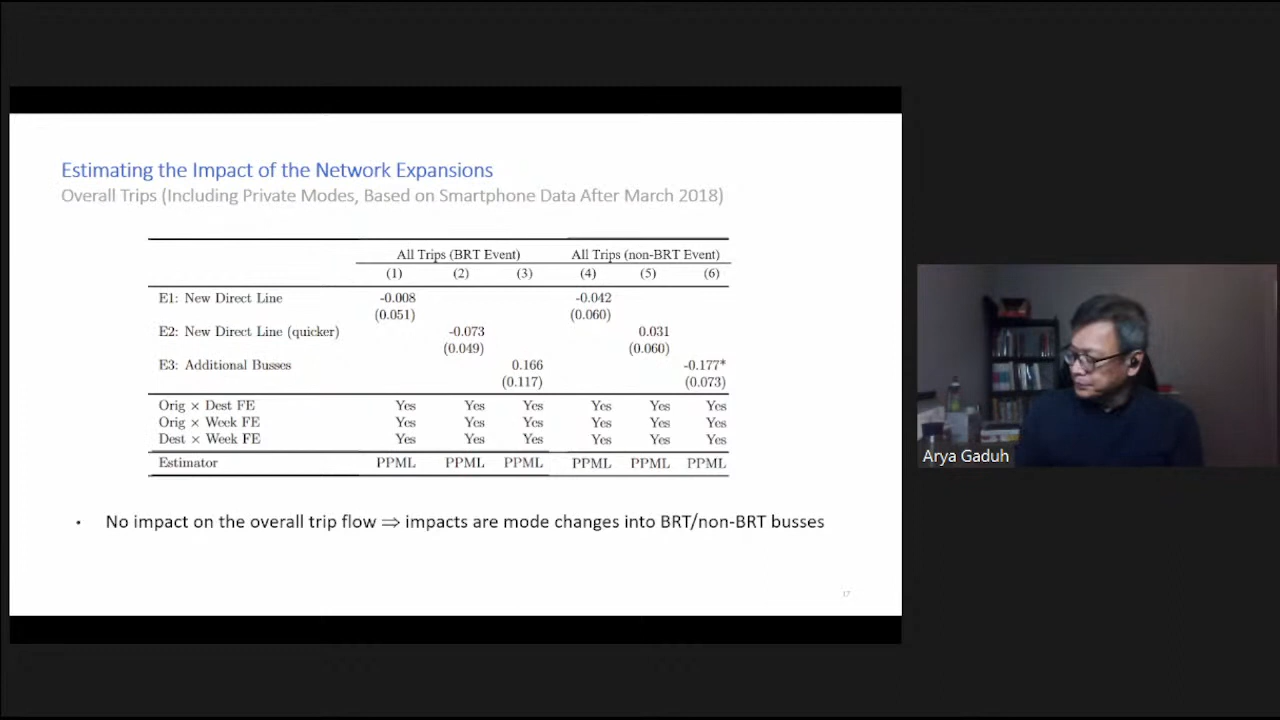 Estimating the Impact of the Network Expansions
Overall Trips (Including Private Modes, Based on Smartphone Data After March 2018)
All Trips (BRT Event) All Trips (non-BRT Event)
(1) (2) (3) (4) (5) (6)
E1: New Direct Line -0.008 -0.042
(0.051) (0.060)
E2: New Direct Line (quicker) -0.073 0.031
(0.049) (0.060)
E3: Additional Busses 0.166 -0.177*
(0.117) (0.073)
Orig × Dest FE Yes Yes Yes Yes Yes Yes
Orig × Week FE Yes Yes Yes Yes Yes Yes
Dest × Week FE Yes Yes Yes Yes Yes Yes
Estimator PPML PPML PPML PPML PPML PPML
• No impact on the overall trip flow ⇒ impacts are mode changes into BRT/non-BRT busses
17
Arya Gaduh